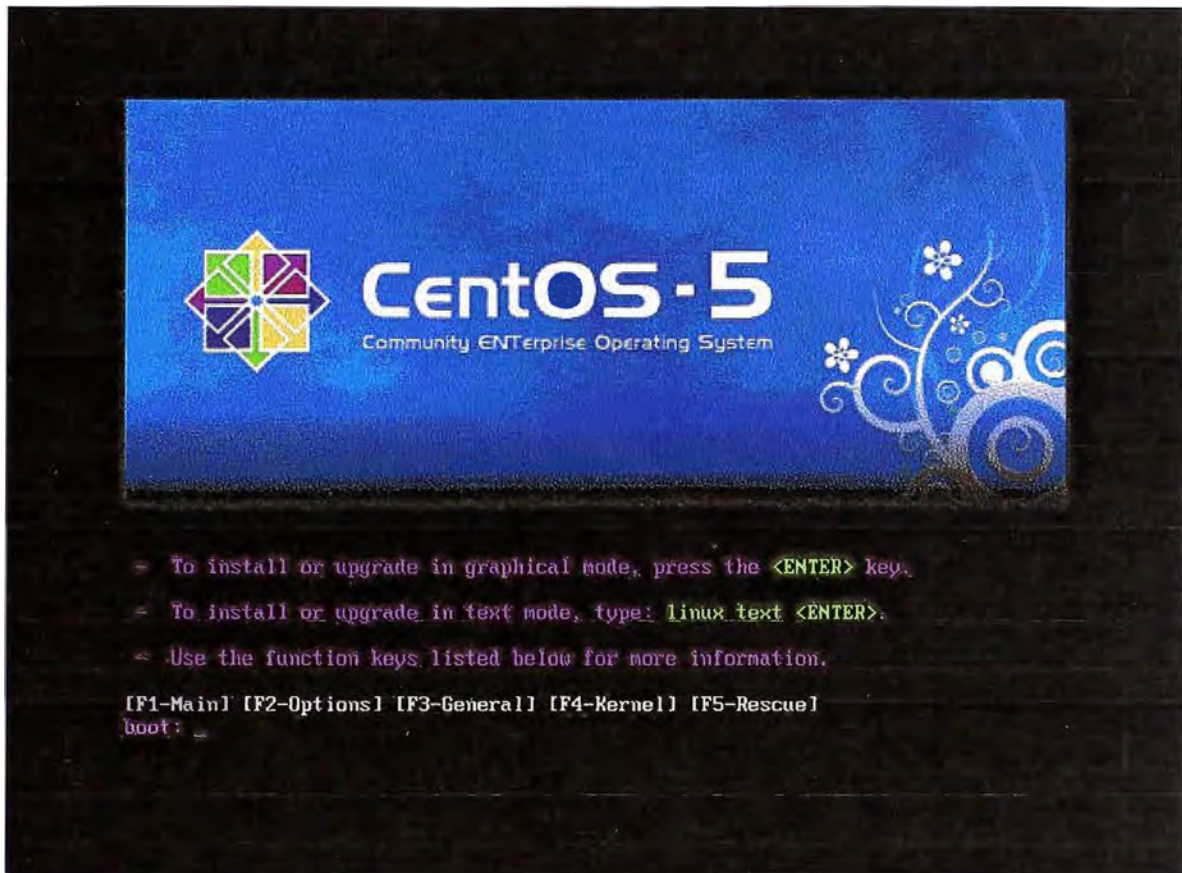 CentOS-5
Community ENTerprise Operating System
- To install or upgrade in graphical mode, press the <ENTER> key.
- To install or upgrade in text mode, type: linux text <ENTER>.
- Use the function keys listed below for more information.
[F1-Main] [F2-Options] [F3-General] [F4-Kernel] [F5-Rescue]
boot: _